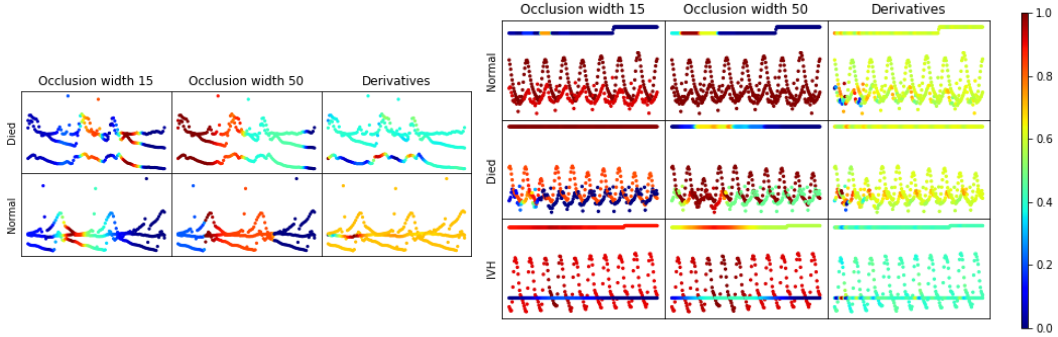 Occlusion width 15 Occlusion width 50 Derivatives
Died
Normal
Occlusion width 15 Occlusion width 50 Derivatives
Normal
Died
IVH
1.0
0.8
0.6
0.4
0.2
0.0